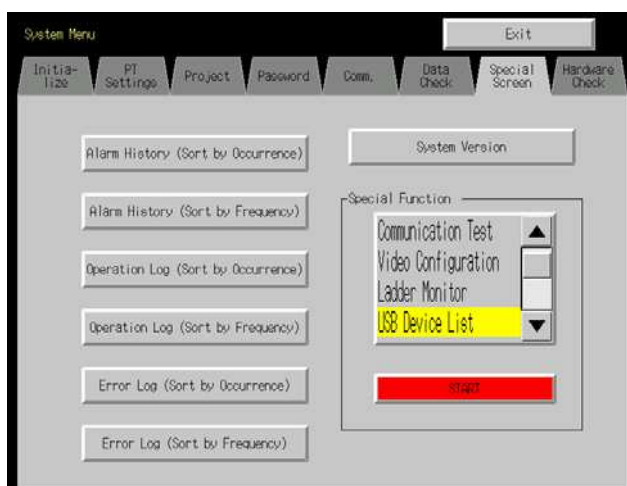 System Menu
Exit
Initia-
lize
PT
Settings
Project
Password
Comm.
Data
Check
Special
Screen
Hardware
Check
Alarm History (Sort by Occurrence)
Alarm History (Sort by Frequency)
Operation Log (Sort by Occurrence)
Operation Log (Sort by Frequency)
Error Log (Sort by Occurrence)
Error Log (Sort by Frequency)
System Version
Special Function
Communication Test
Video Configuration
Ladder Monitor
USB Device List
START